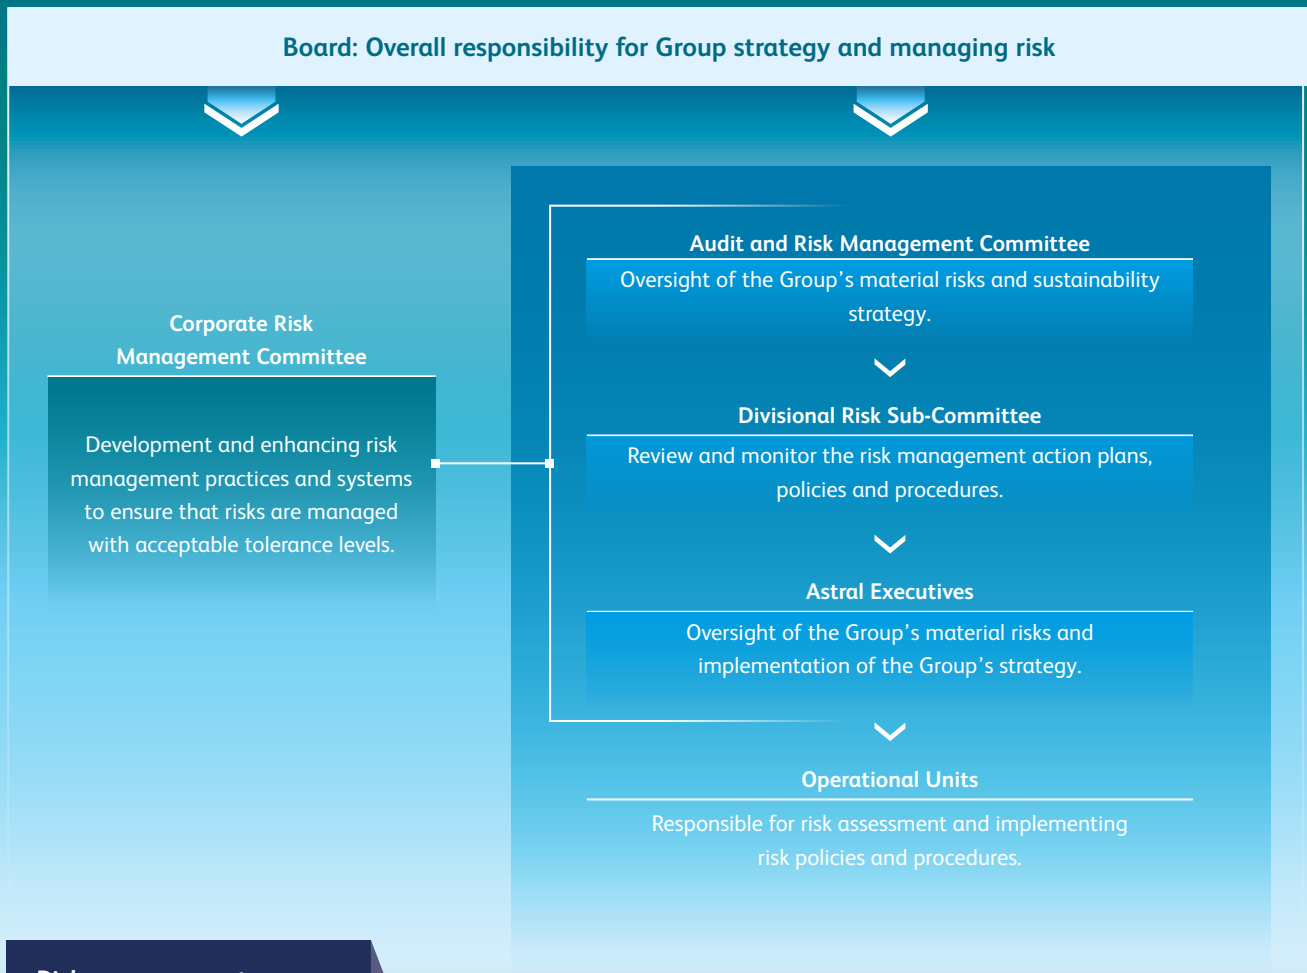 Board: Overall responsibility for Group strategy and managing risk
Corporate Risk
Management Committee
Development and enhancing risk
management practices and systems
to ensure that risks are managed
with acceptable tolerance levels.
Audit and Risk Management Committee
Oversight of the Group's material risks and sustainability
strategy.
Divisional Risk Sub-Committee
Review and monitor the risk management action plans,
policies and procedures.
Astral Executives
Oversight of the Group's material risks and
implementation of the Group's strategy.
Operational Units
Responsible for risk assessment and implementing
risk policies and procedures.